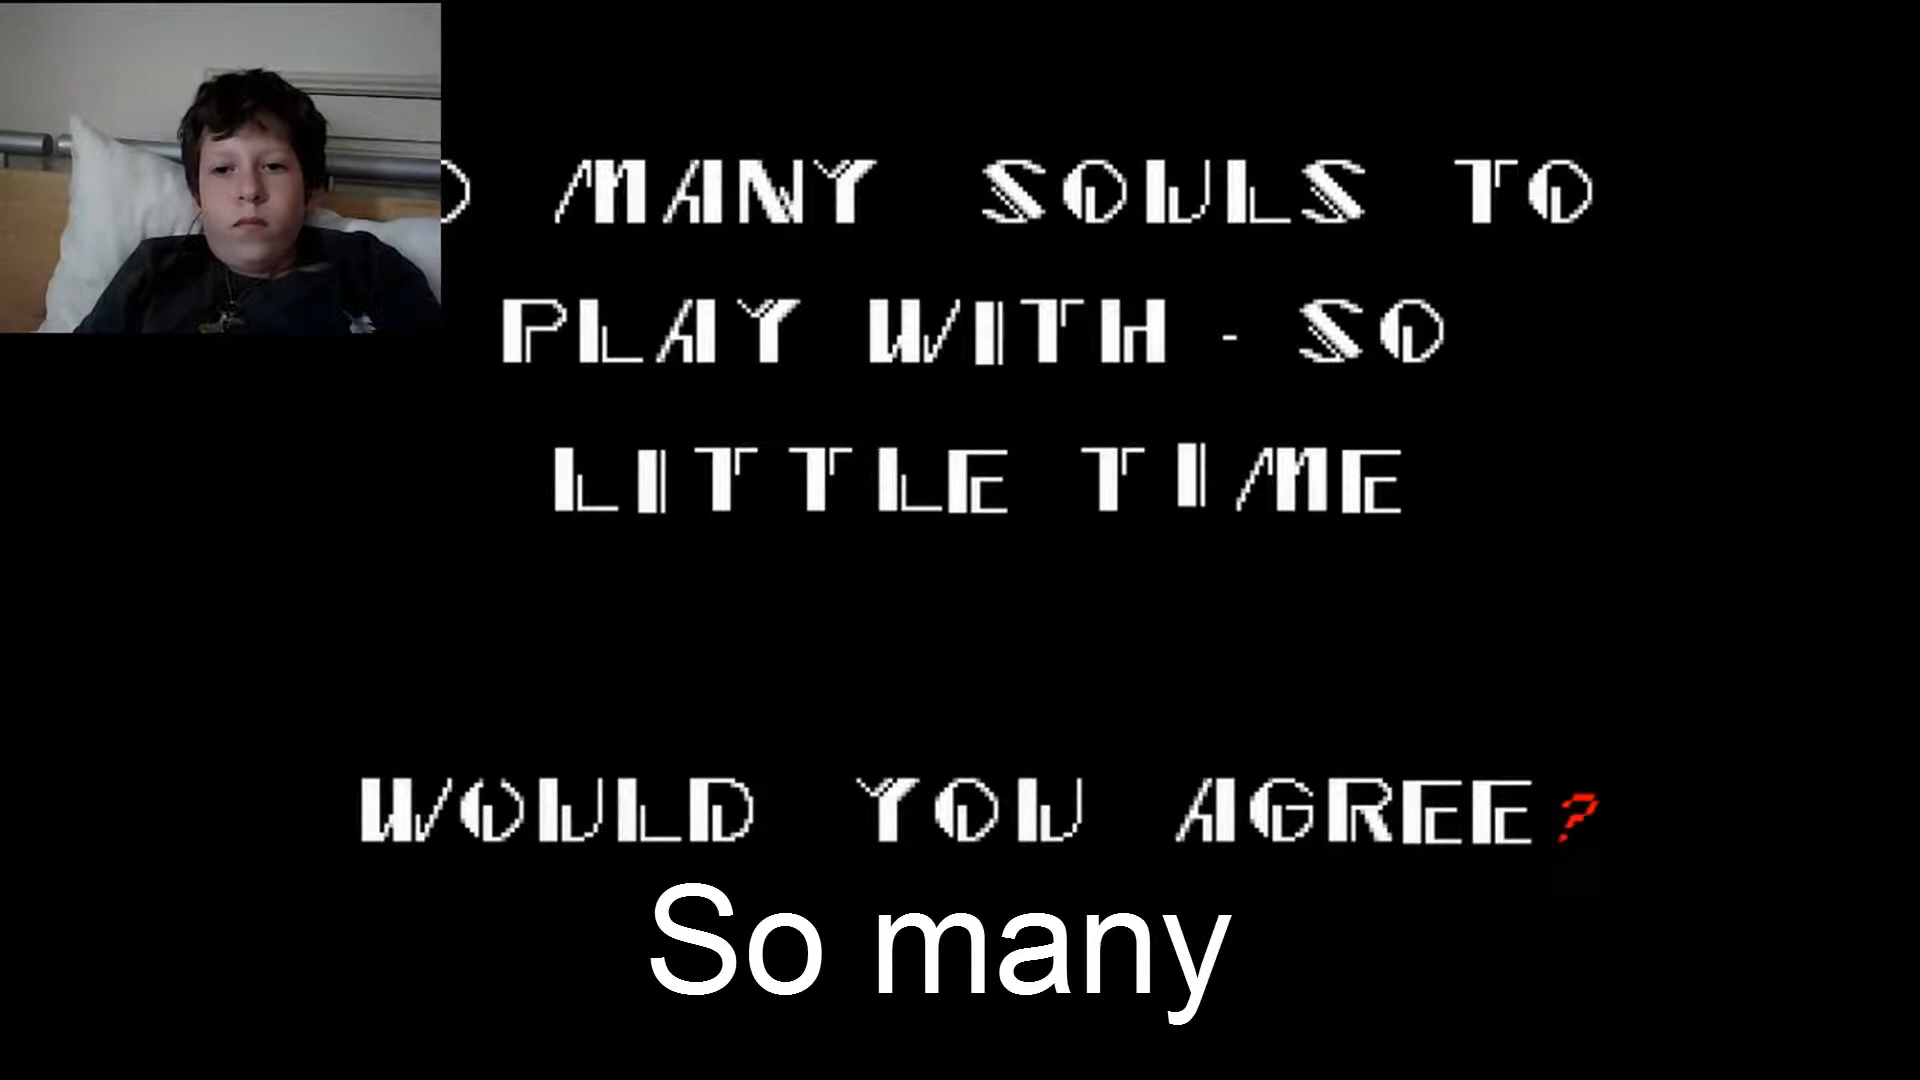 O MANY SOULS TO
PLAY WITH - SO
LITTLE TIME
WOULD YOU AGREE?
So many